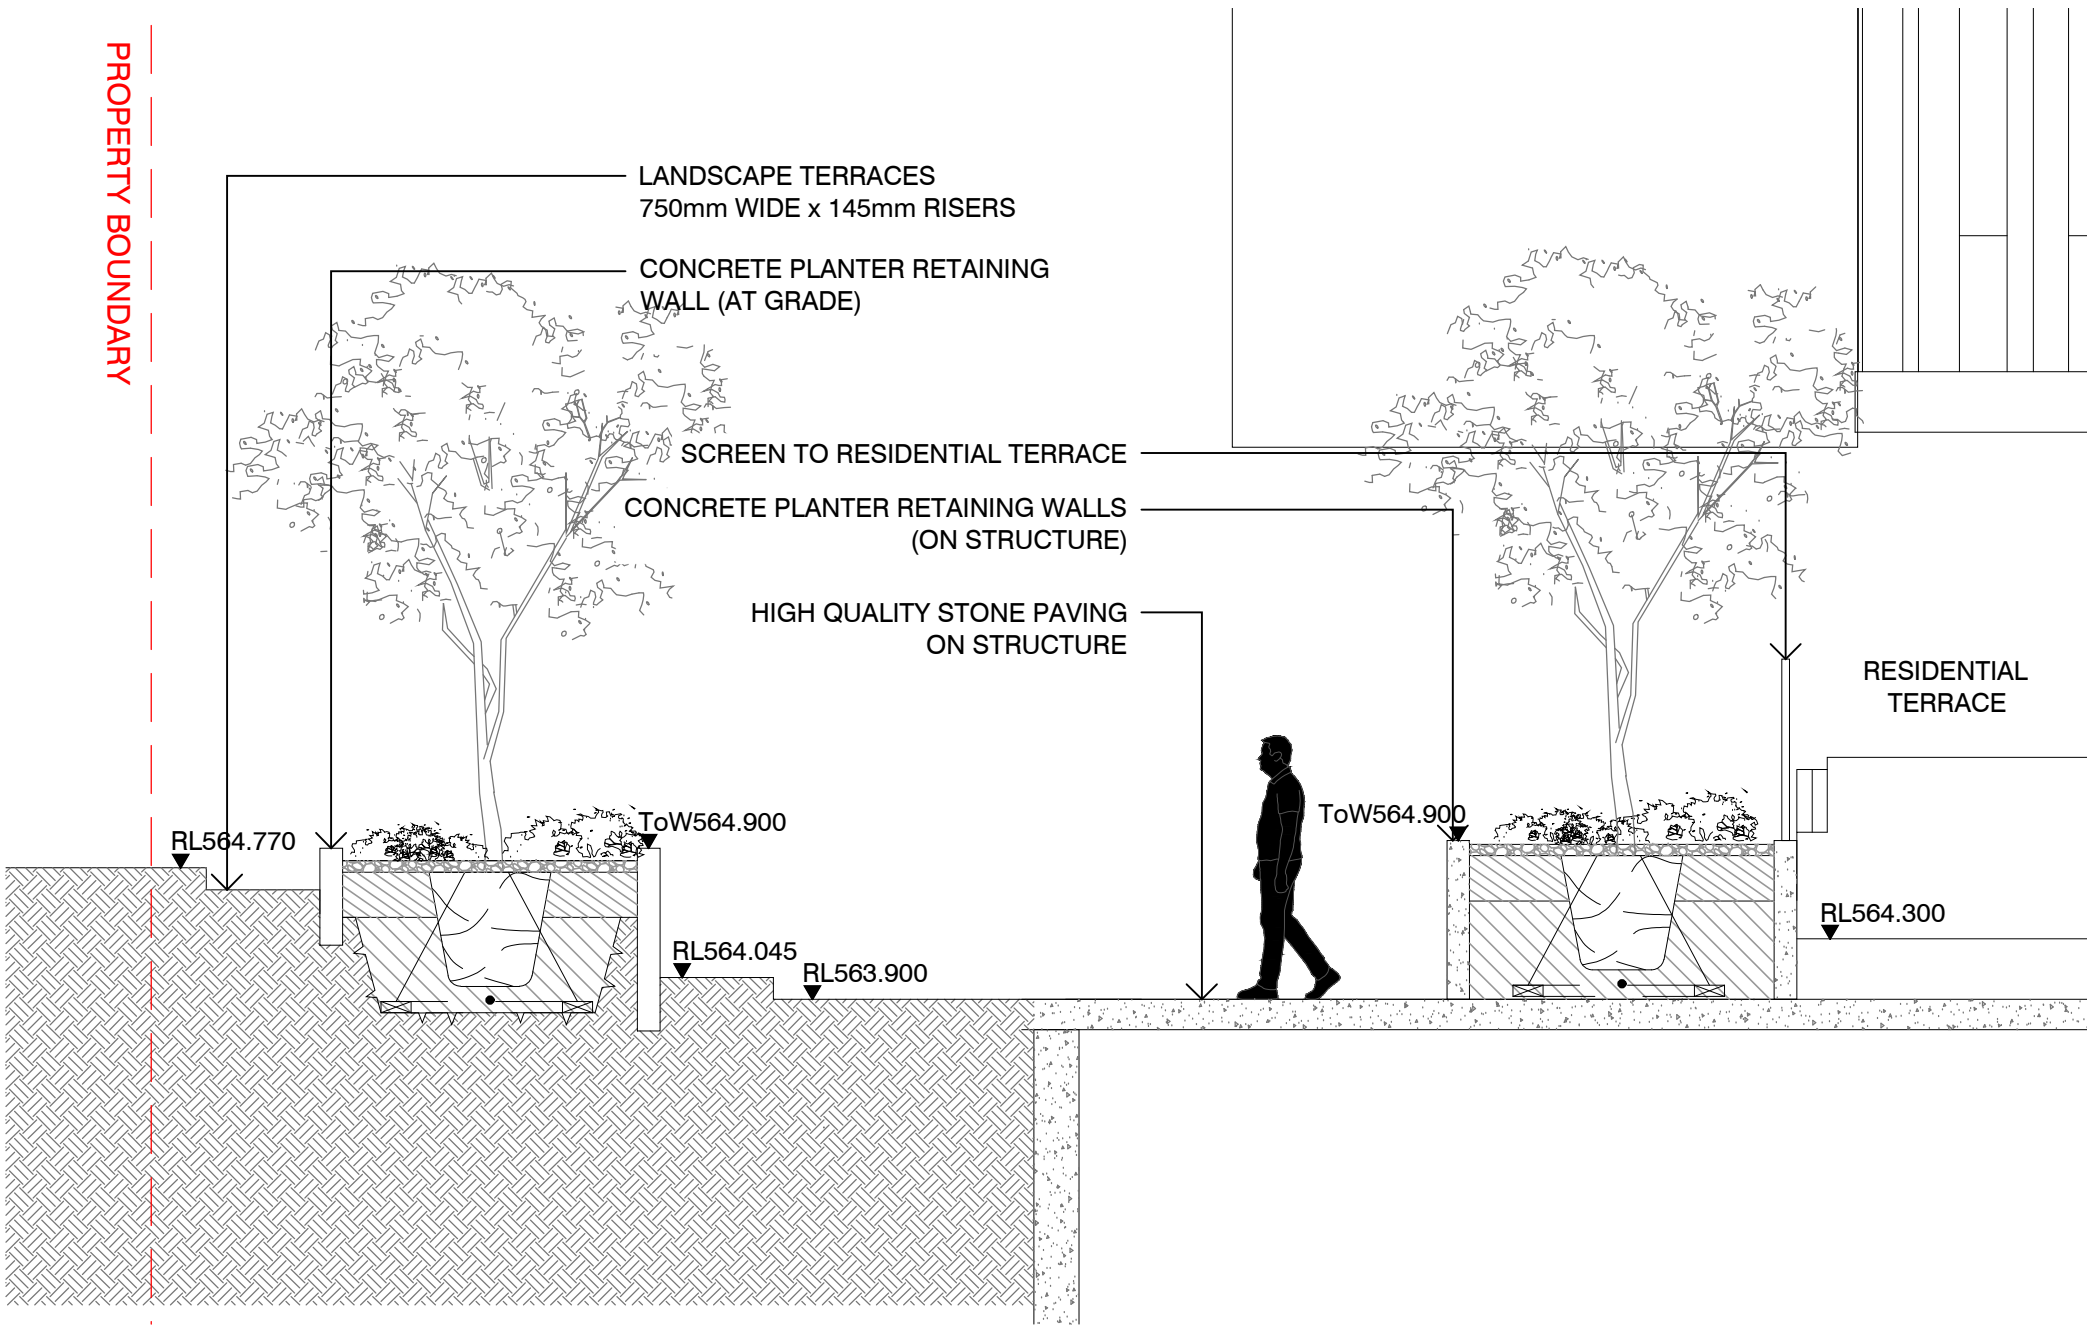 PROPERTY BOUNDARY
LANDSCAPE TERRACES
750mm WIDE x 145mm RISERS
CONCRETE PLANTER RETAINING
WALL (AT GRADE)
SCREEN TO RESIDENTIAL TERRACE
CONCRETE PLANTER RETAINING WALLS
(ON STRUCTURE)
HIGH QUALITY STONE PAVING
ON STRUCTURE
RESIDENTIAL
TERRACE
RL564.770
ToW564.900
ToW564.900
RL564.045
RL563.900
RL564.300